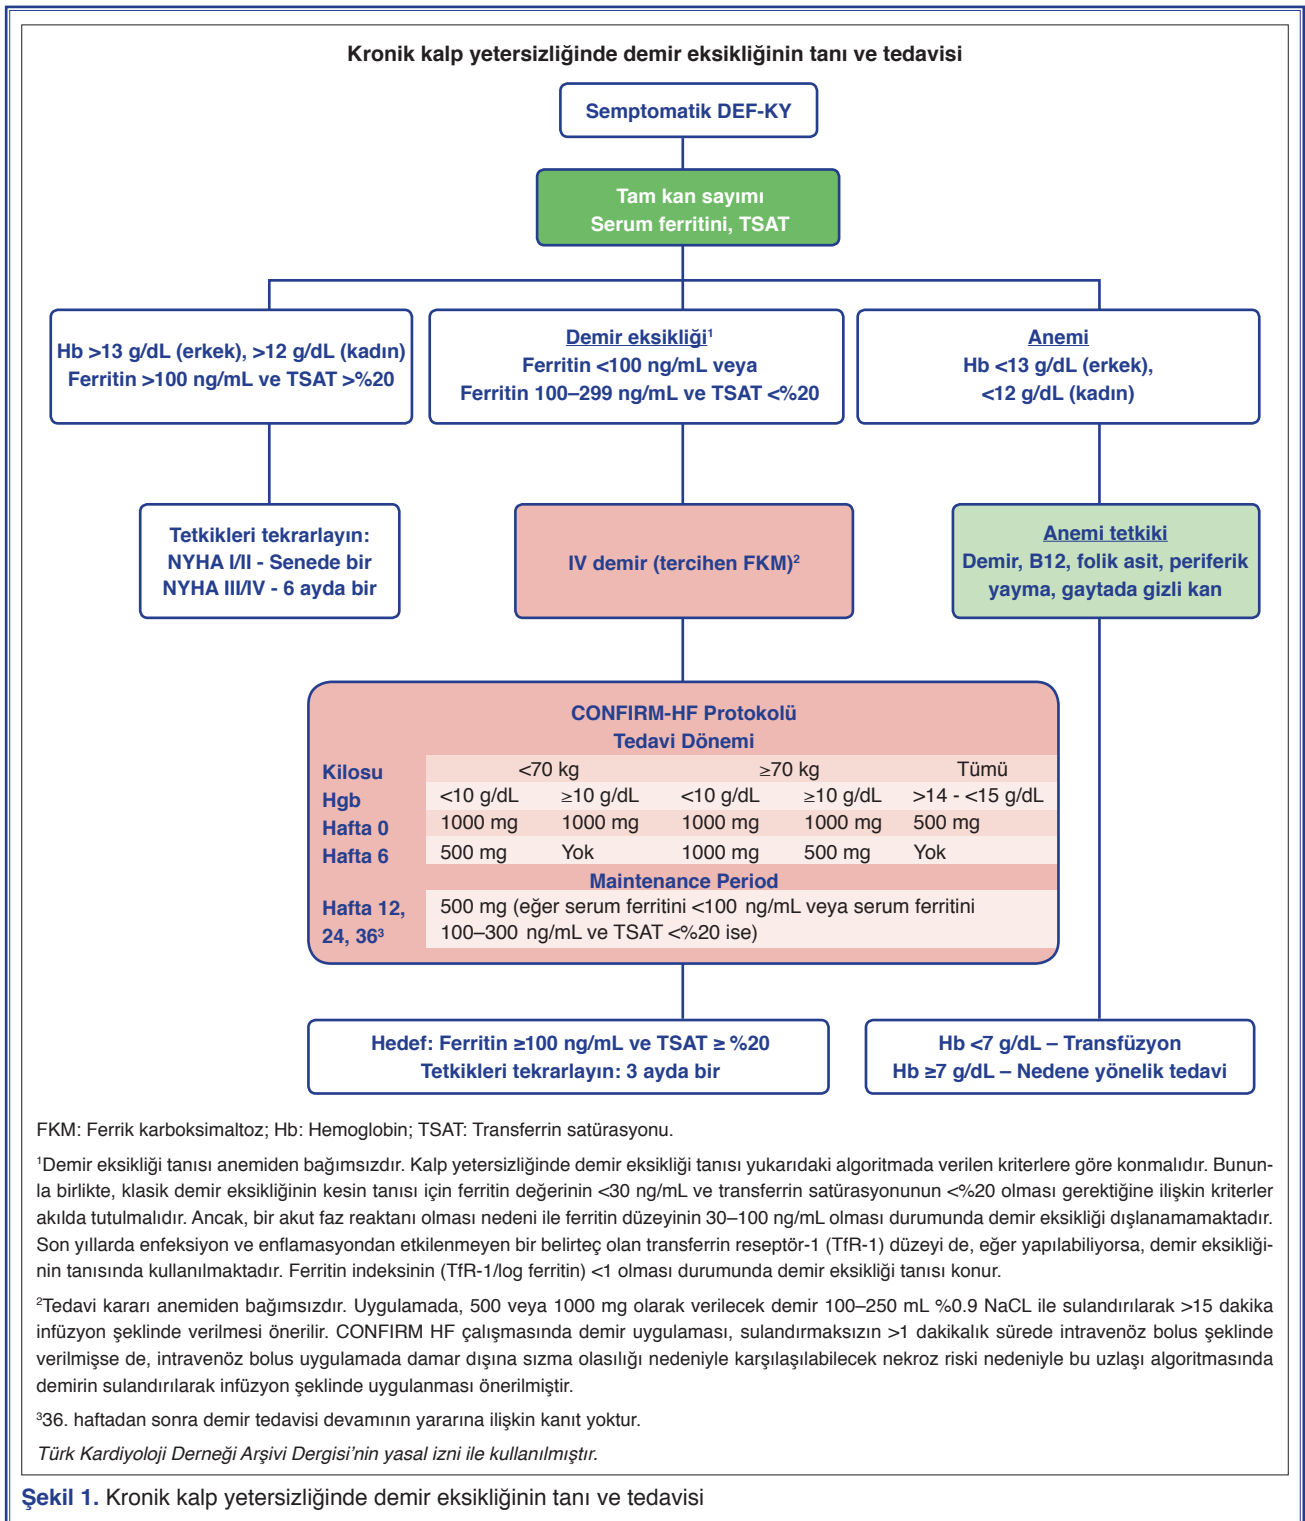 Kronik kalp yetersizliğinde demir eksikliğinin tanı ve tedavisi
Semptomatik DEF-KY
Tam kan sayımı
Serum ferritini, TSAT
Hb >13 g/dL (erkek), >12 g/dL (kadın)
Ferritin >100 ng/mL ve TSAT >%20
Demir eksikliği¹
Ferritin <100 ng/mL veya
Ferritin 100–299 ng/mL ve TSAT <%20
Anemi
Hb <13 g/dL (erkek),
<12 g/dL (kadın)
Tetkikleri tekrarlayın:
NYHA I/II - Senede bir
NYHA III/IV - 6 ayda bir
IV demir (tercihen FKM)²
Anemi tetkiki
Demir, B12, folik asit, periferik
yayma, gaytada gizli kan
CONFIRM-HF Protokolü
Tedavi Dönemi
Kilosu <70 kg ≥70 kg Tümü
Hgb <10 g/dL ≥10 g/dL <10 g/dL ≥10 g/dL >14 - <15 g/dL
Hafta 0 1000 mg 1000 mg 1000 mg 1000 mg 500 mg
Hafta 6 500 mg Yok 1000 mg 500 mg Yok
Maintenance Period
Hafta 12, 500 mg (eğer serum ferritini <100 ng/mL veya serum ferritini
24, 36³ 100–300 ng/mL ve TSAT <%20 ise)
Hedef: Ferritin ≥100 ng/mL ve TSAT ≥ %20
Tetkikleri tekrarlayın: 3 ayda bir
Hb <7 g/dL – Transfüzyon
Hb ≥7 g/dL – Nedene yönelik tedavi
FKM: Ferrik karboksimaltoz; Hb: Hemoglobin; TSAT: Transferrin satürasyonu.
¹Demir eksikliği tanısı anemiden bağımsızdır. Kalp yetersizliğinde demir eksikliği tanısı yukarıdaki algoritmada verilen kriterlere göre konmalıdır. Bunun-
la birlikte, klasik demir eksikliğinin kesin tanısı için ferritin değerinin <30 ng/mL ve transferrin satürasyonunun <%20 olması gerektiğine ilişkin kriterler
akılda tutulmalıdır. Ancak, bir akut faz reaktanı olması nedeni ile ferritin düzeyinin 30–100 ng/mL olması durumunda demir eksikliği dışlanamamaktadır.
Son yıllarda enfeksiyon ve enflamasyondan etkilenmeyen bir belirteç olan transferrin reseptör-1 (TfR-1) düzeyi de, eğer yapılabiliyorsa, demir eksikliği-
nin tanısında kullanılmaktadır. Ferritin indeksinin (TfR-1/log ferritin) <1 olması durumunda demir eksikliği tanısı konur.
²Tedavi kararı anemiden bağımsızdır. Uygulamada, 500 veya 1000 mg olarak verilecek demir 100–250 mL %0.9 NaCL ile sulandırılarak >15 dakika
infüzyon şeklinde verilmesi önerilir. CONFIRM HF çalışmasında demir uygulaması, sulandırmaksızın >1 dakikalık sürede intravenöz bolus şeklinde
verilmişse de, intravenöz bolus uygulamada damar dışına sızma olasılığı nedeniyle karşılaşılabilecek nekroz riski nedeniyle bu uzlaşı algoritmasında
demirin sulandırılarak infüzyon şeklinde uygulanması önerilmiştir.
³36. haftadan sonra demir tedavisi devamının yararına ilişkin kanıt yoktur.
Türk Kardiyoloji Derneği Arşivi Dergisi’nin yasal izni ile kullanılmıştır.
Şekil 1. Kronik kalp yetersizliğinde demir eksikliğinin tanı ve tedavisi